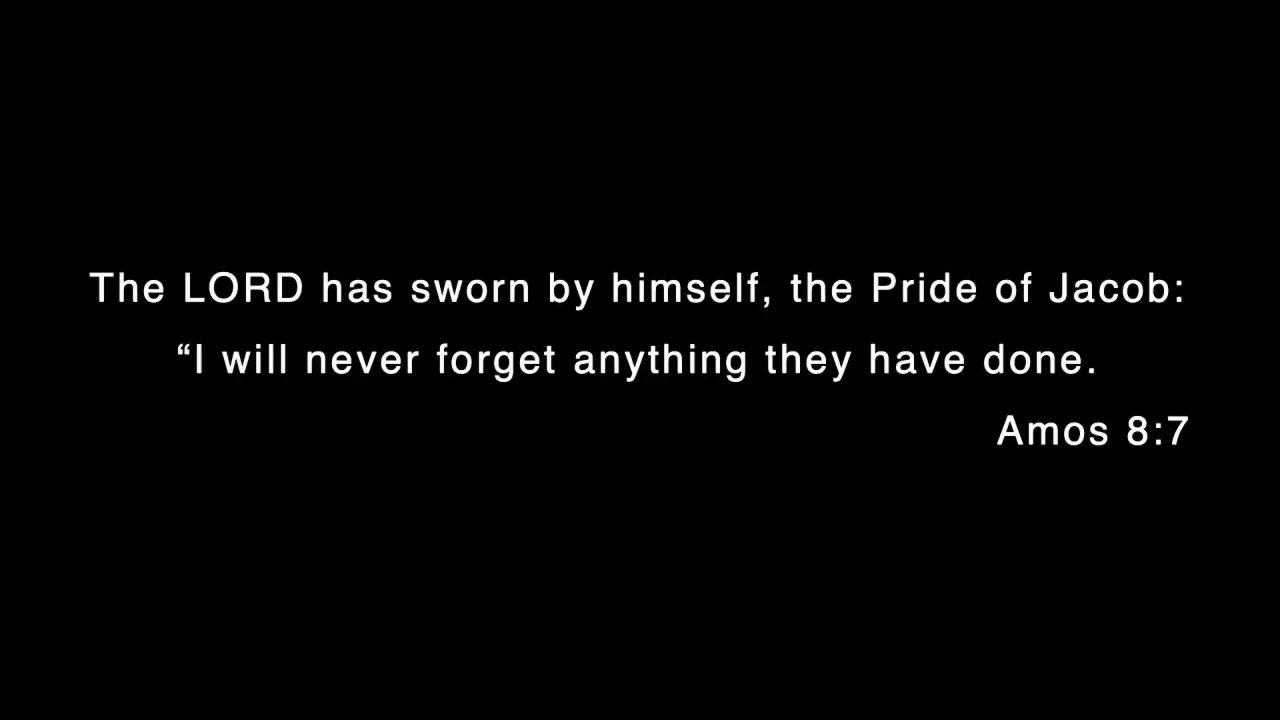 The LORD has sworn by himself, the Pride of Jacob:
“I will never forget anything they have done.
Amos 8:7